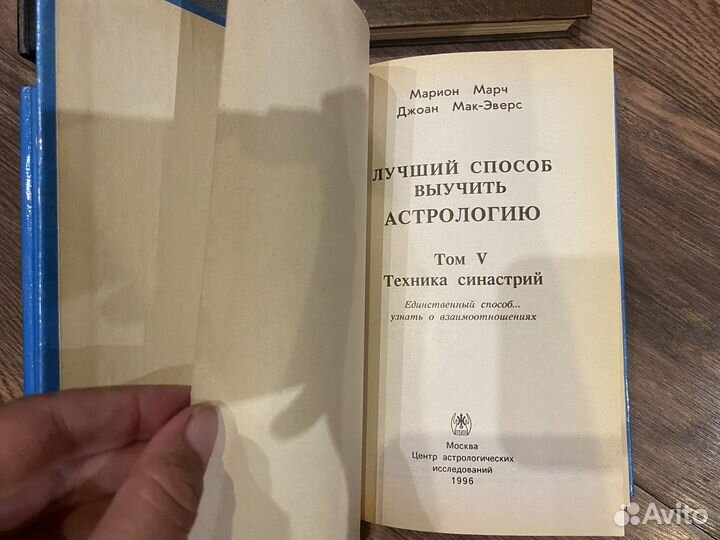 Марион Марч
Джоан Мак-Эверс
ЛУЧШИЙ СПОСОБ
ВЫУЧИТЬ
АСТРОЛОГИЮ
Том V
Техника синастрий
Единственный способ...
узнать о взаимоотношениях
Москва
Центр астрологических
исследований
1996
Avito